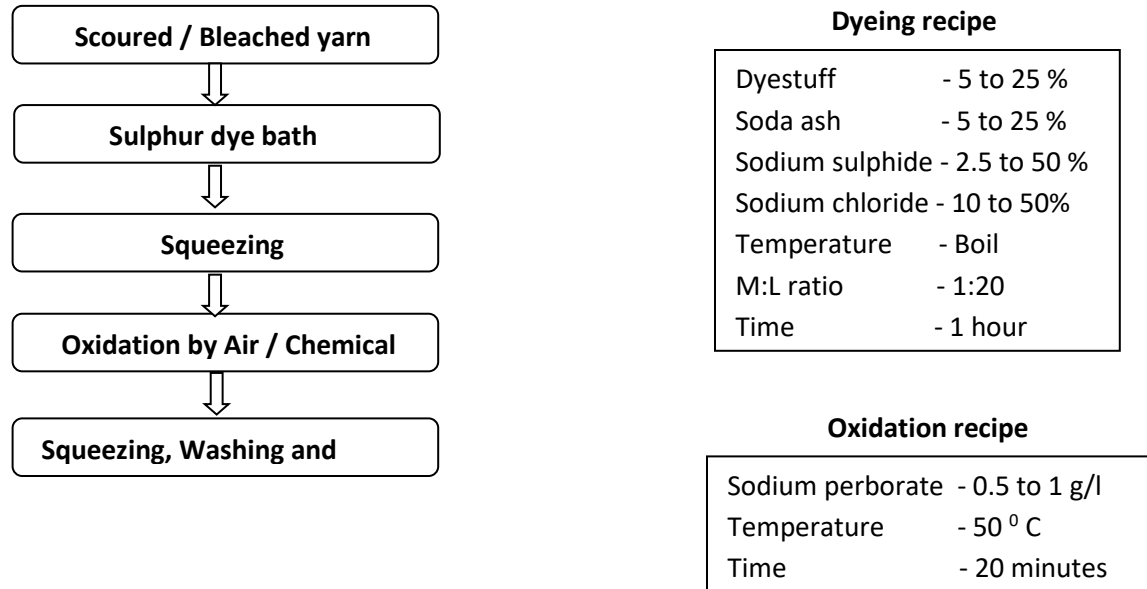 Scoured / Bleached yarn
Sulphur dye bath
Squeezing
Oxidation by Air / Chemical
Squeezing, Washing and
Dyeing recipe
Dyestuff - 5 to 25 %
Soda ash - 5 to 25 %
Sodium sulphide - 2.5 to 50 %
Sodium chloride - 10 to 50%
Temperature - Boil
M:L ratio - 1:20
Time - 1 hour
Oxidation recipe
Sodium perborate - 0.5 to 1 g/l
Temperature - 50 ⁰ C
Time - 20 minutes